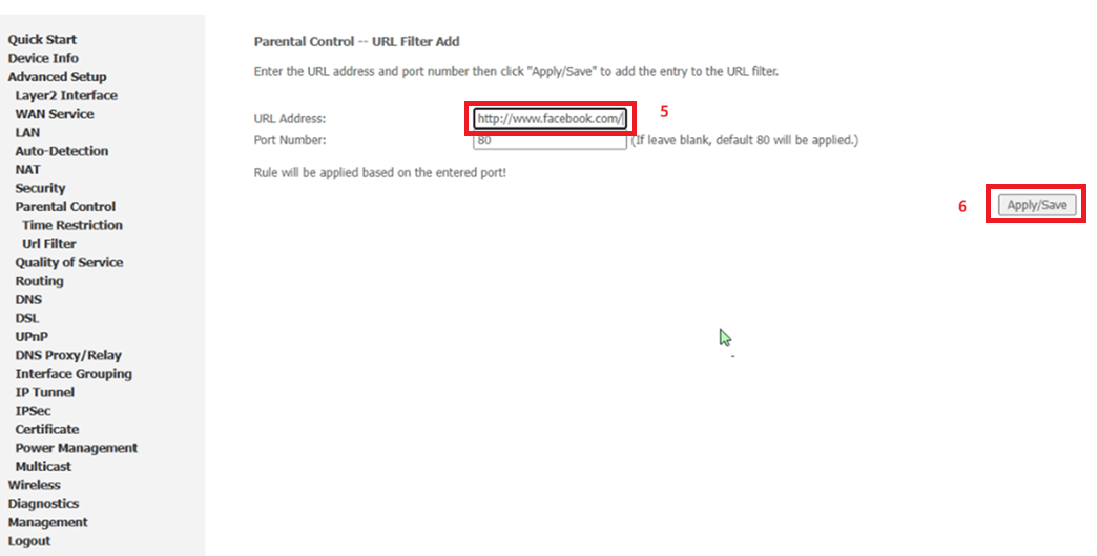 Quick Start
Device Info
Advanced Setup
Layer2 Interface
WAN Service
LAN
Auto-Detection
NAT
Security
Parental Control
Time Restriction
Url Filter
Quality of Service
Routing
DNS
DSL
UPnP
DNS Proxy/Relay
Interface Grouping
IP Tunnel
IPSec
Certificate
Power Management
Multicast
Wireless
Diagnostics
Management
Logout
Parental Control -- URL Filter Add
Enter the URL address and port number then click "Apply/Save" to add the entry to the URL filter.
URL Address: http://www.facebook.com/ 5
Port Number: 80 (If leave blank, default 80 will be applied.)
Rule will be applied based on the entered port!
6 Apply/Save